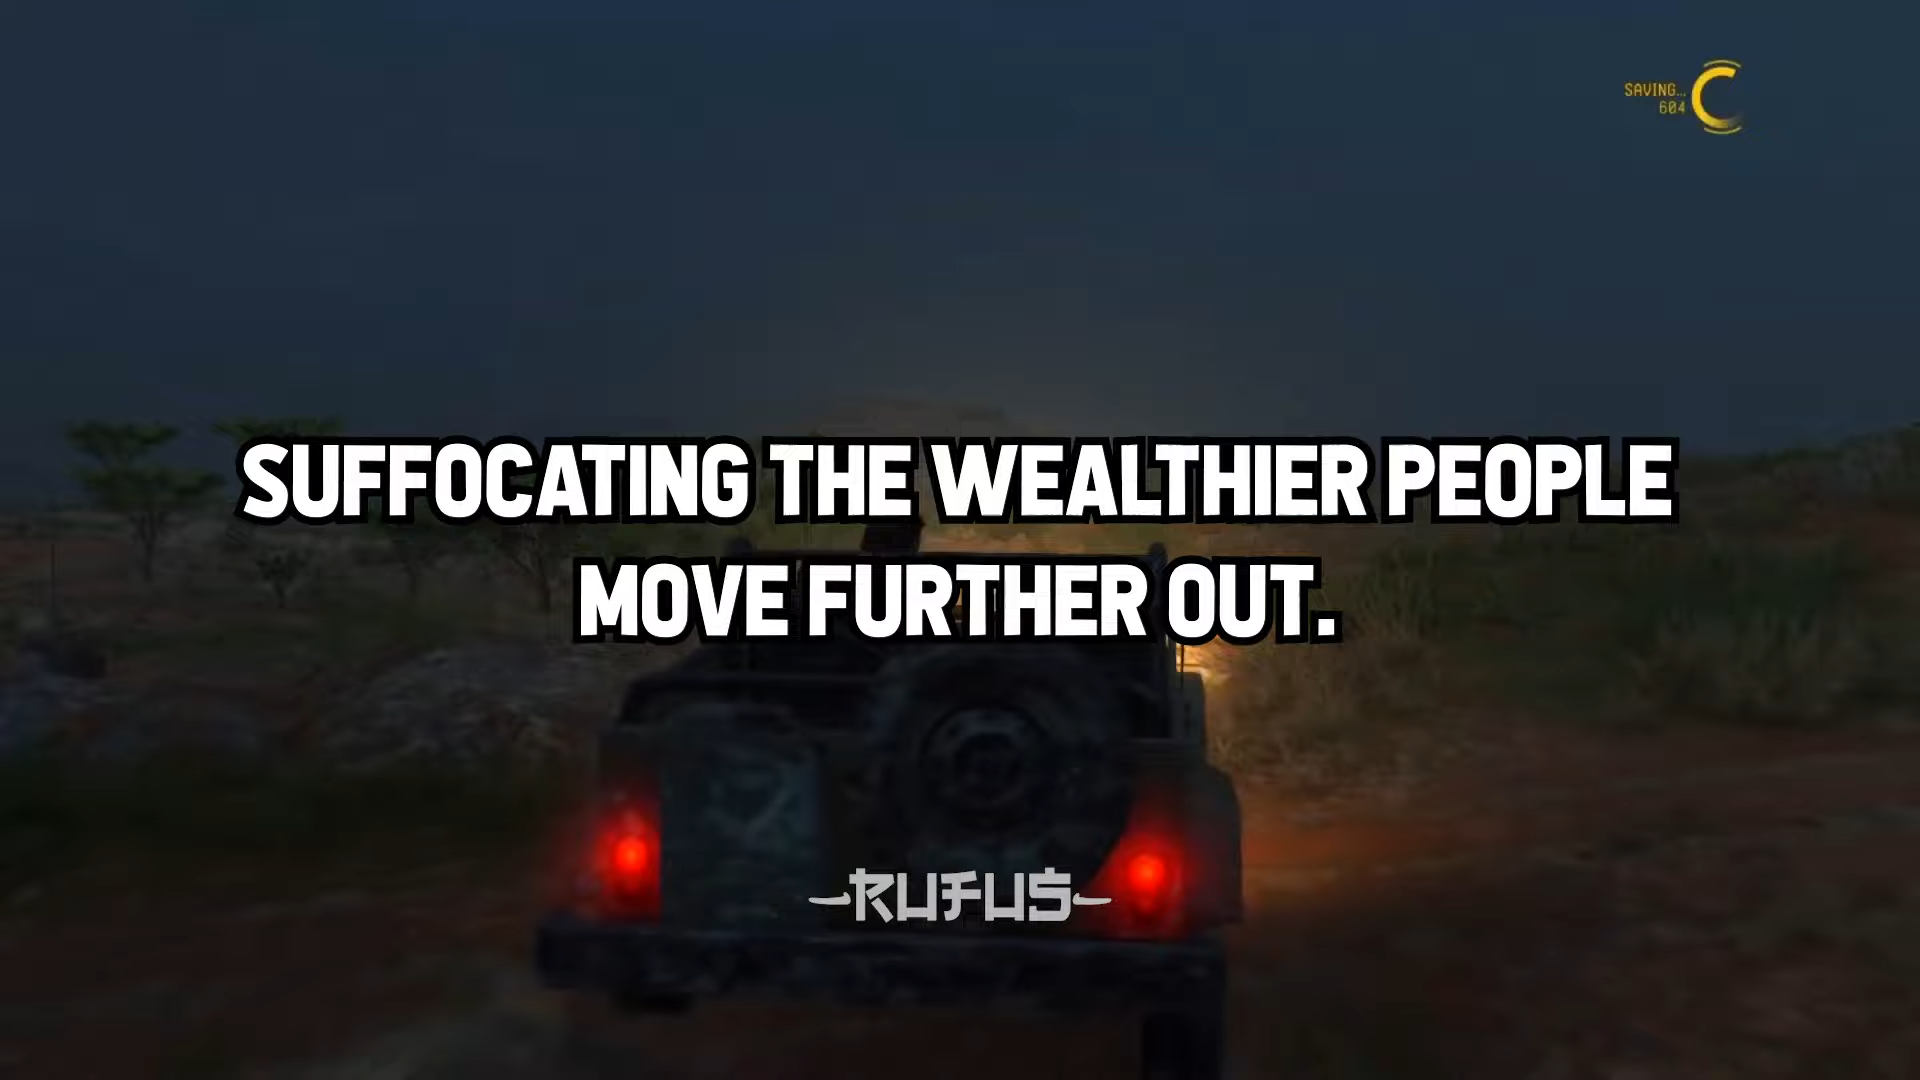 SAVING...
604
SUFFOCATING THE WEALTHIER PEOPLE
MOVE FURTHER OUT.
RUFUS